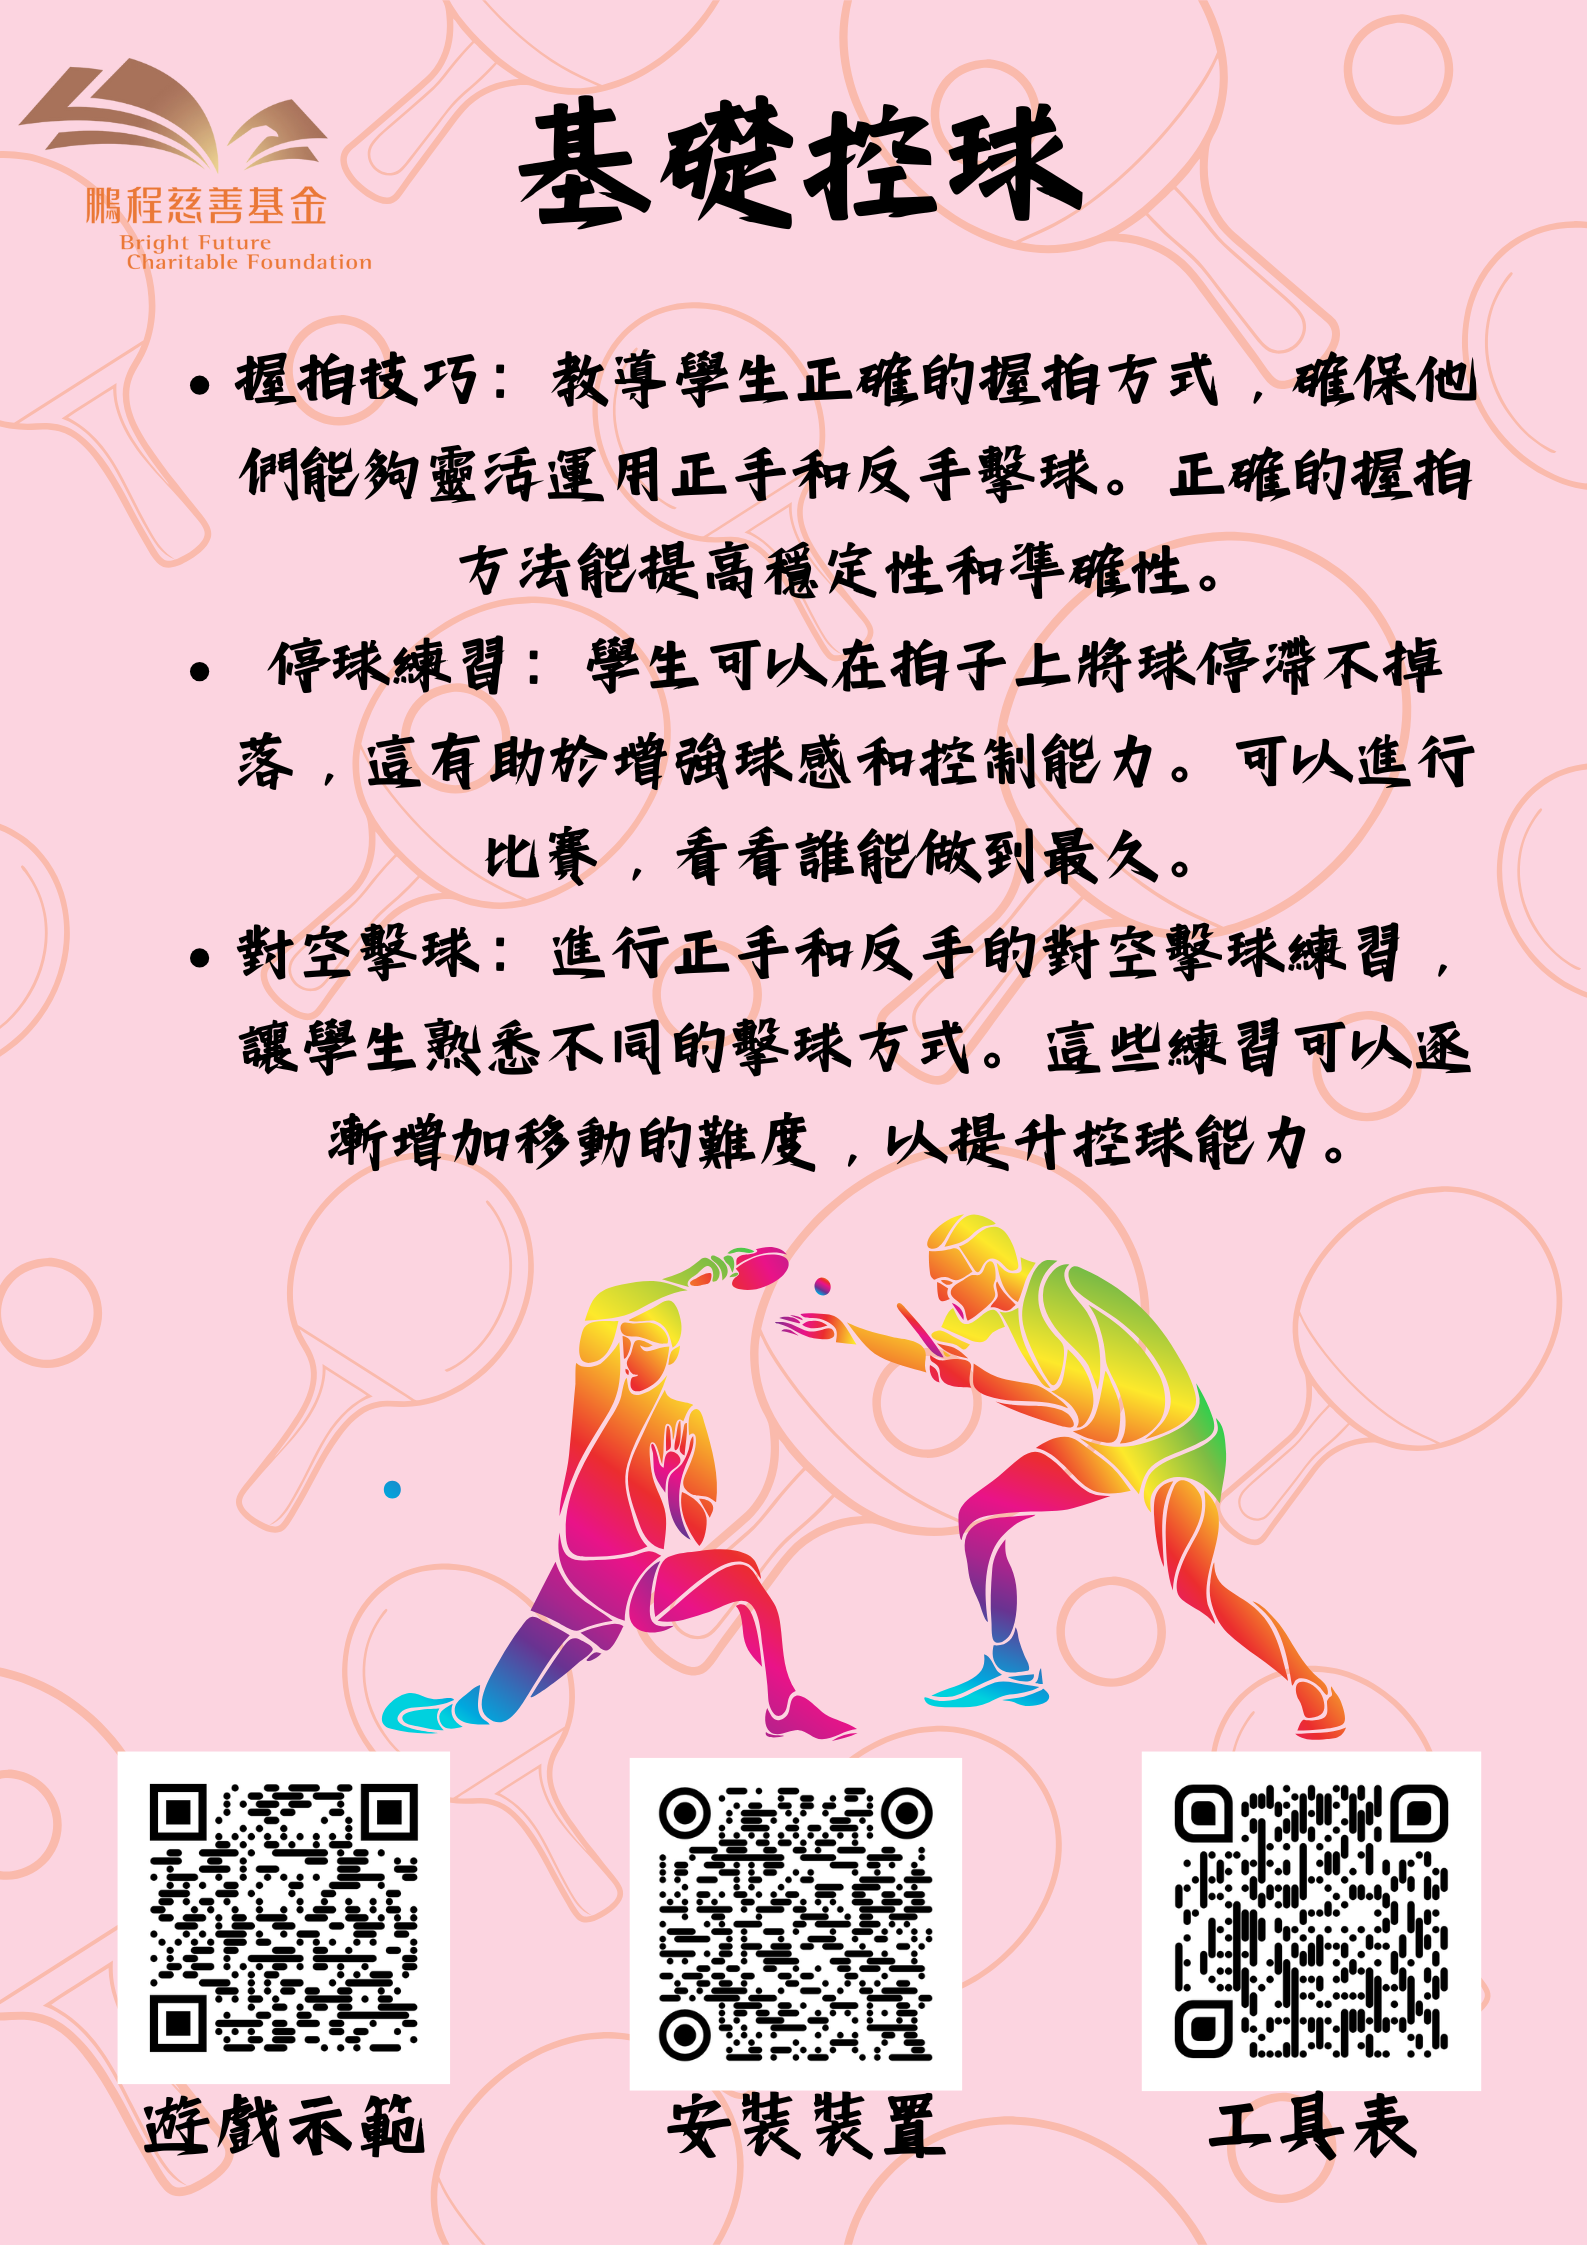 鵬程慈善基金
Bright Future
Charitable Foundation
基礎控球
• 握拍技巧：教導學生正確的握拍方式，確保他
們能夠靈活運用正手和反手擊球。正確的握拍
方法能提高穩定性和準確性。
• 停球練習：學生可以在拍子上將球停滯不掉
落，這有助於增強球感和控制能力。可以進行
比賽，看看誰能做到最久。
• 對空擊球：進行正手和反手的對空擊球練習，
讓學生熟悉不同的擊球方式。這些練習可以逐
漸增加移動的難度，以提升控球能力。
遊戲示範
安裝裝置
工具表